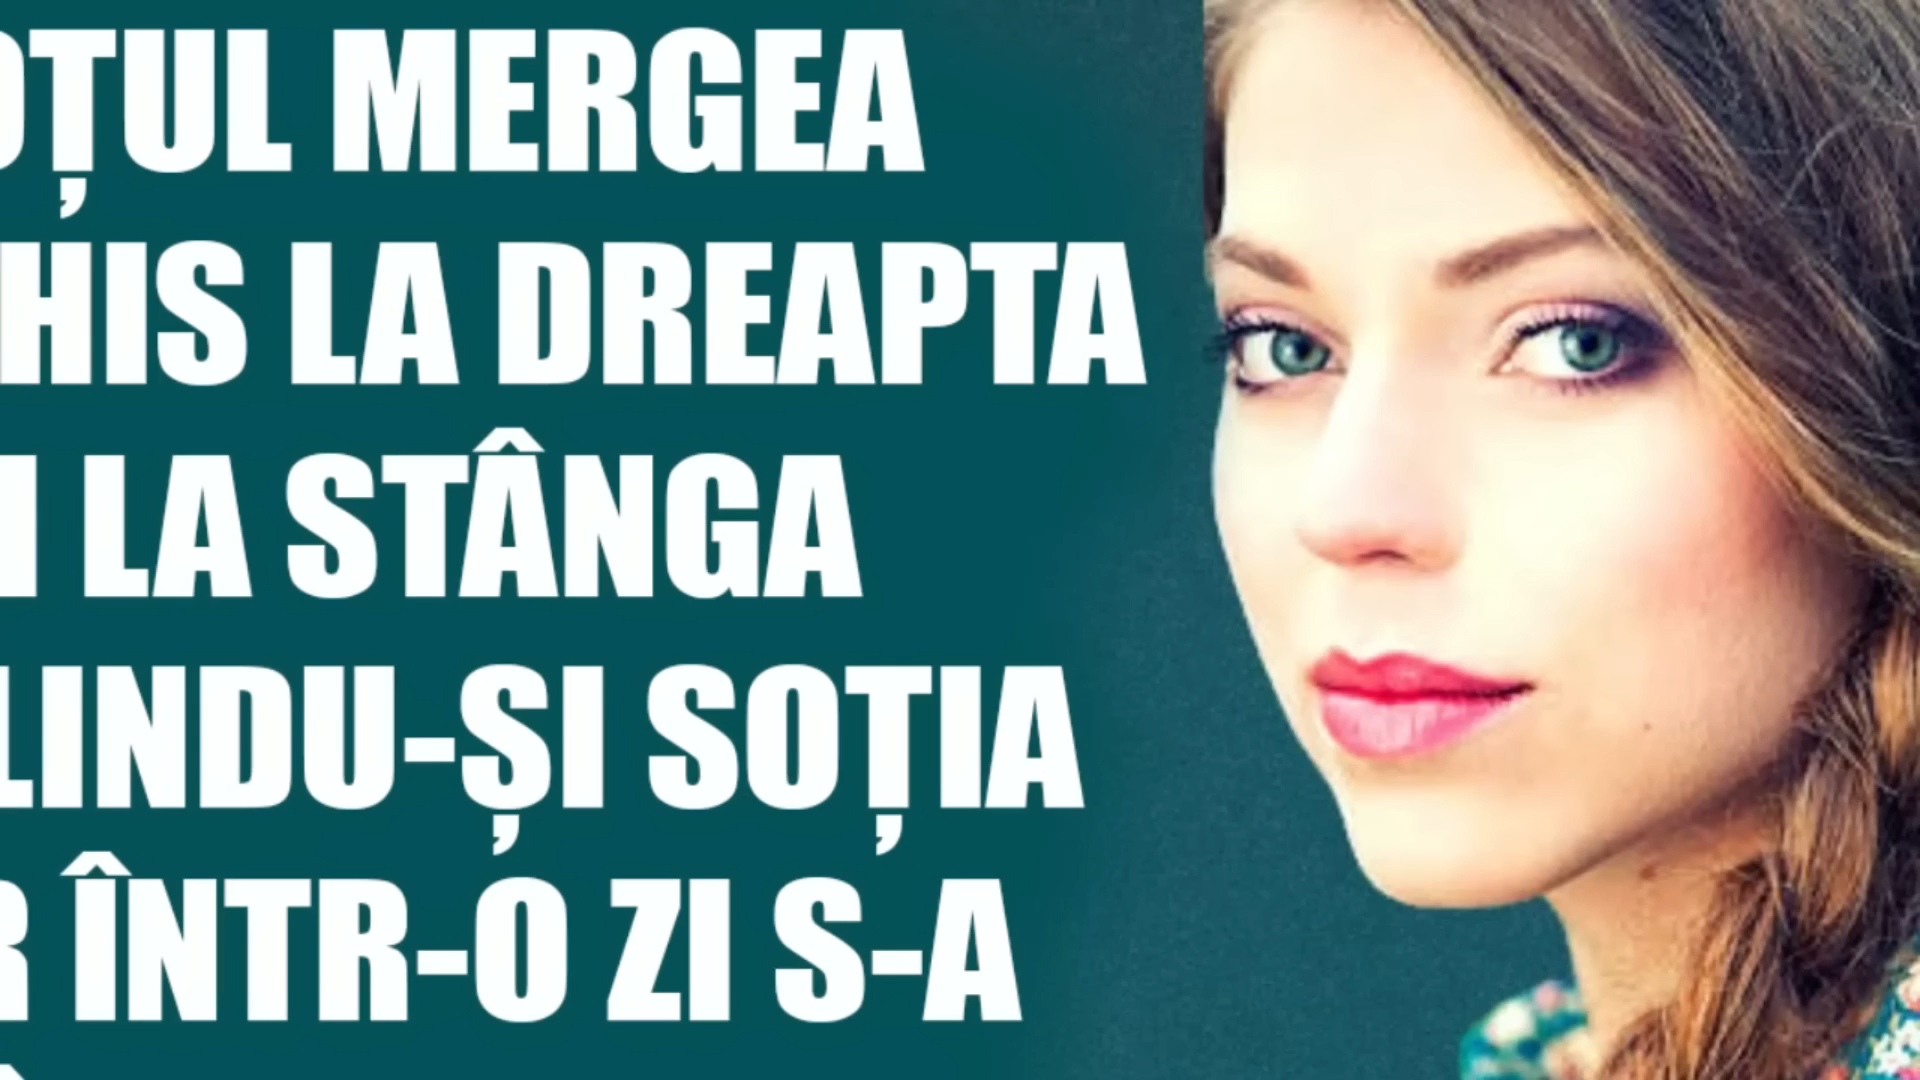 OȚUL MERGEA
HIS LA DREAPTA
I LA STÂNGA
LINDU-ȘI SOȚIA
R ÎNTR-O ZI S-A